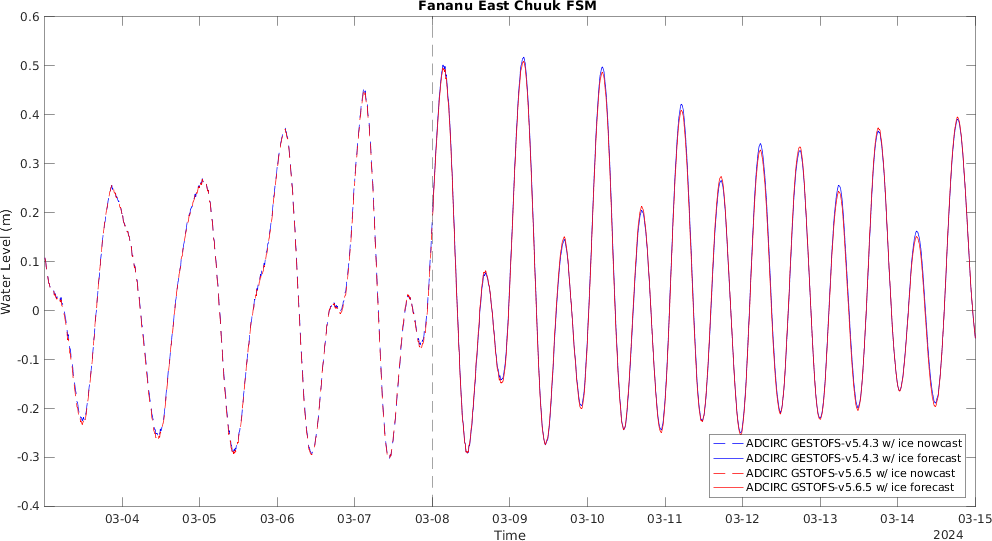 Fananu East Chuuk FSM
0.6
0.5
0.4
0.3
0.2
0.1
0
-0.1
-0.2
-0.3
-0.4
Water Level (m)
ADCIRC GESTOFS-v5.4.3 w/ ice nowcast
ADCIRC GESTOFS-v5.4.3 w/ ice forecast
ADCIRC GSTOFS-v5.6.5 w/ ice nowcast
ADCIRC GSTOFS-v5.6.5 w/ ice forecast
03-04 03-05 03-06 03-07 03-08 03-09 03-10 03-11 03-12 03-13 03-14 03-15
Time
2024